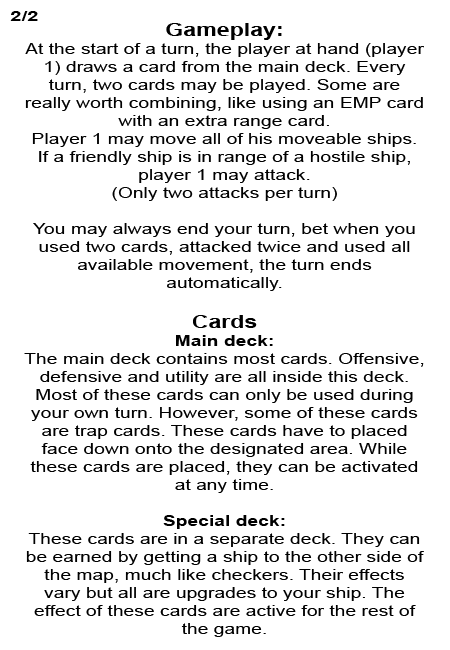 2/2
Gameplay:
At the start of a turn, the player at hand (player
1) draws a card from the main deck. Every
turn, two cards may be played. Some are
really worth combining, like using an EMP card
with an extra range card.
Player 1 may move all of his moveable ships.
If a friendly ship is in range of a hostile ship,
player 1 may attack.
(Only two attacks per turn)
You may always end your turn, bet when you
used two cards, attacked twice and used all
available movement, the turn ends
automatically.
Cards
Main deck:
The main deck contains most cards. Offensive,
defensive and utility are all inside this deck.
Most of these cards can only be used during
your own turn. However, some of these cards
are trap cards. These cards have to placed
face down onto the designated area. While
these cards are placed, they can be activated
at any time.
Special deck:
These cards are in a separate deck. They can
be earned by getting a ship to the other side of
the map, much like checkers. Their effects
vary but all are upgrades to your ship. The
effect of these cards are active for the rest of
the game.